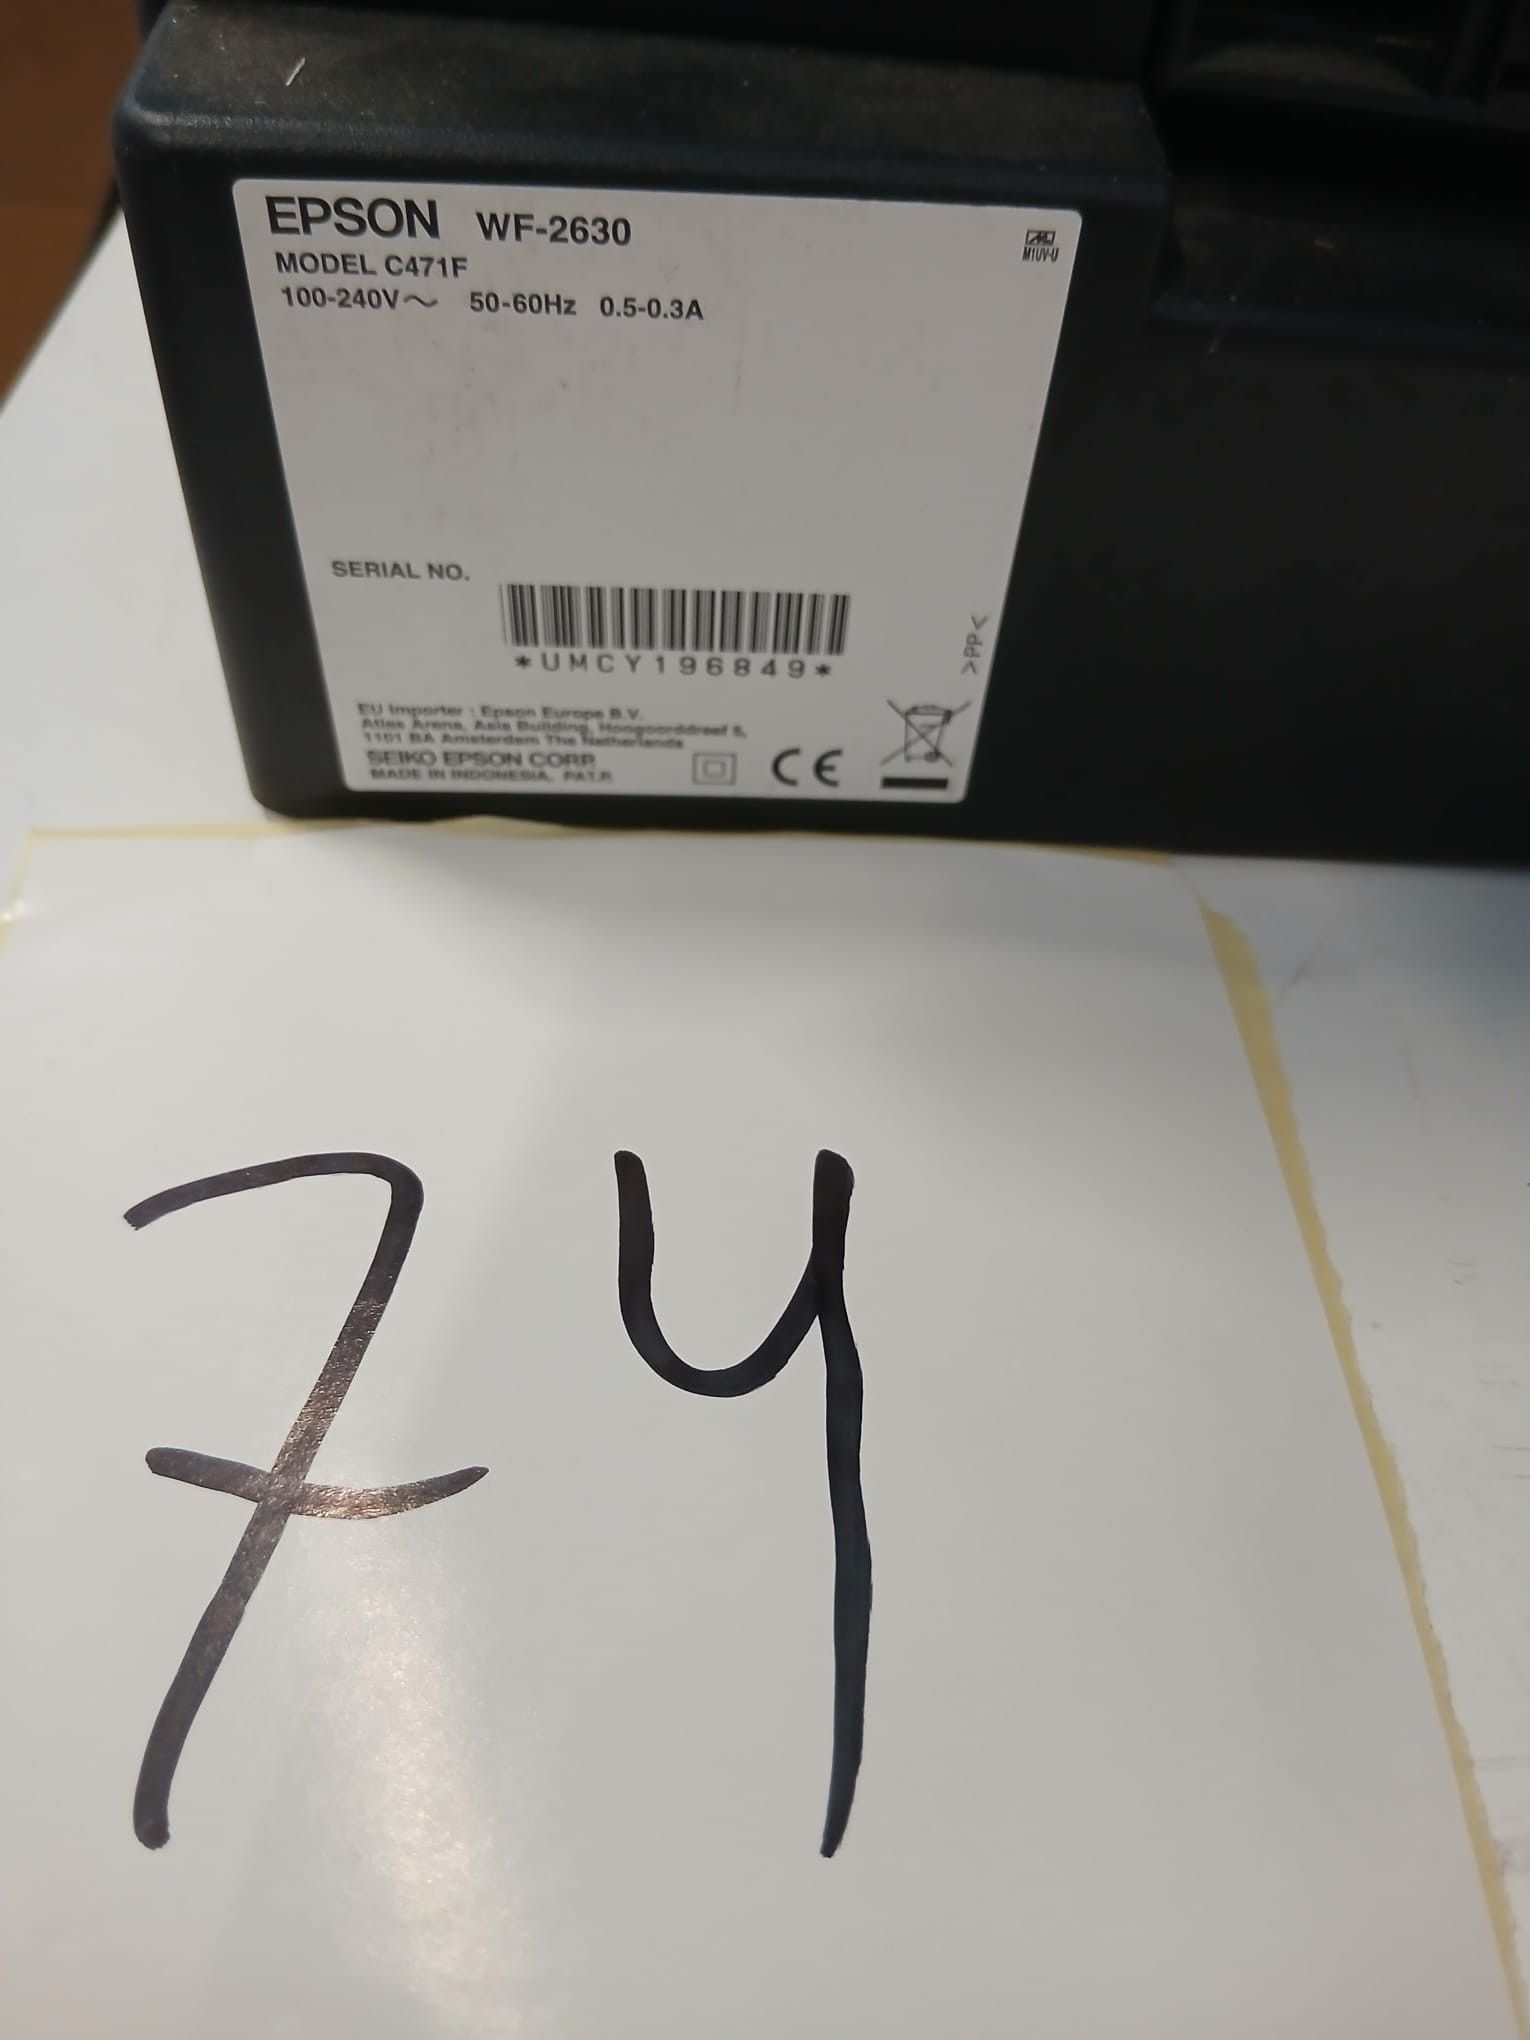 EPSON WF-2630
M1UV-U
MODEL C471F
100-240V～ 50-60Hz 0.5-0.3A
SERIAL NO.
*UMCY196849*
>PP<
EU Importer : Epson Europe B.V.
Atlas Arena, Asia Building, Hoogoorddreef 5,
1101 BA Amsterdam The Netherlands
SEIKO EPSON CORP.
MADE IN INDONESIA, PAT.P.
CE
74